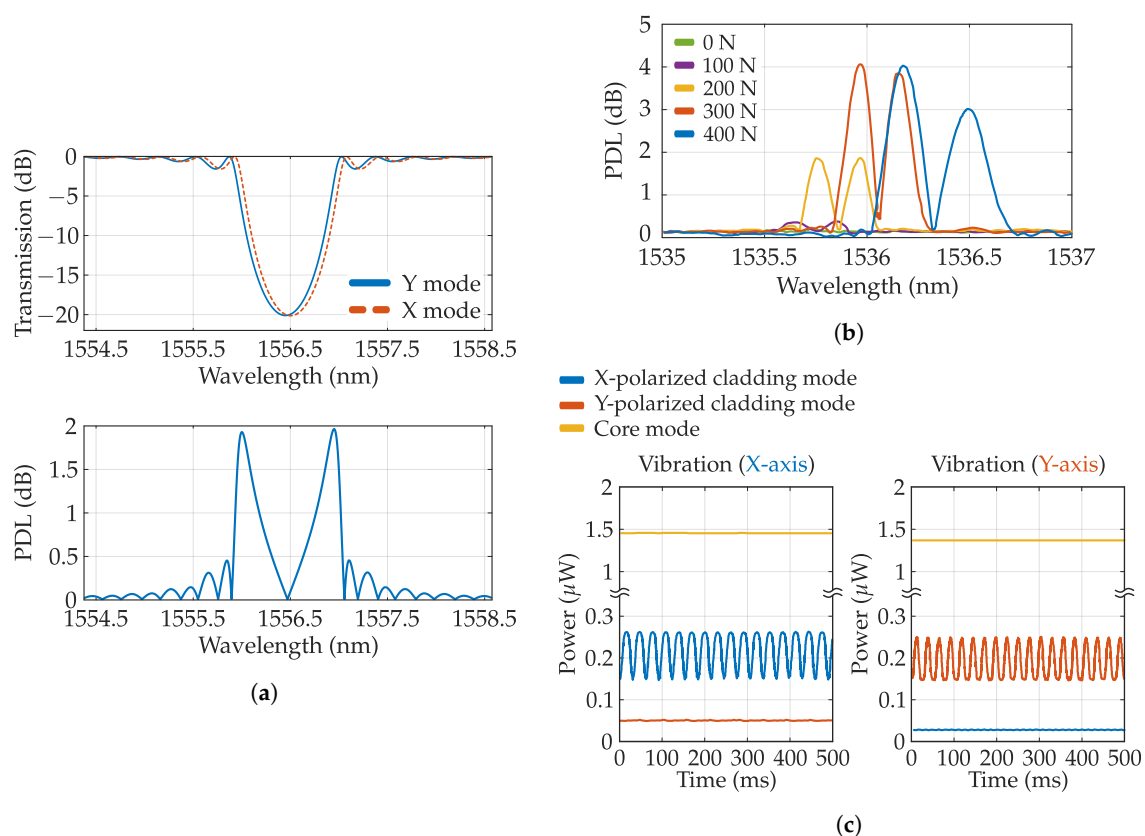 0
−5
−10
−15
−20
Transmission (dB)
Y mode
X mode
1554.5 1555.5 1556.5 1557.5 1558.5
Wavelength (nm)
2
1.5
1
0.5
0
PDL (dB)
1554.5 1555.5 1556.5 1557.5 1558.5
Wavelength (nm)
(a)
5
4
3
2
1
0
PDL (dB)
0 N
100 N
200 N
300 N
400 N
1535 1535.5 1536 1536.5 1537
Wavelength (nm)
(b)
X-polarized cladding mode
Y-polarized cladding mode
Core mode
Vibration (X-axis)
2
1.5
1
0.3
0.2
0.1
0
Power (μW)
0 100 200 300 400 500
Time (ms)
Vibration (Y-axis)
2
1.5
1
0.3
0.2
0.1
0
Power (μW)
0 100 200 300 400 500
Time (ms)
(c)